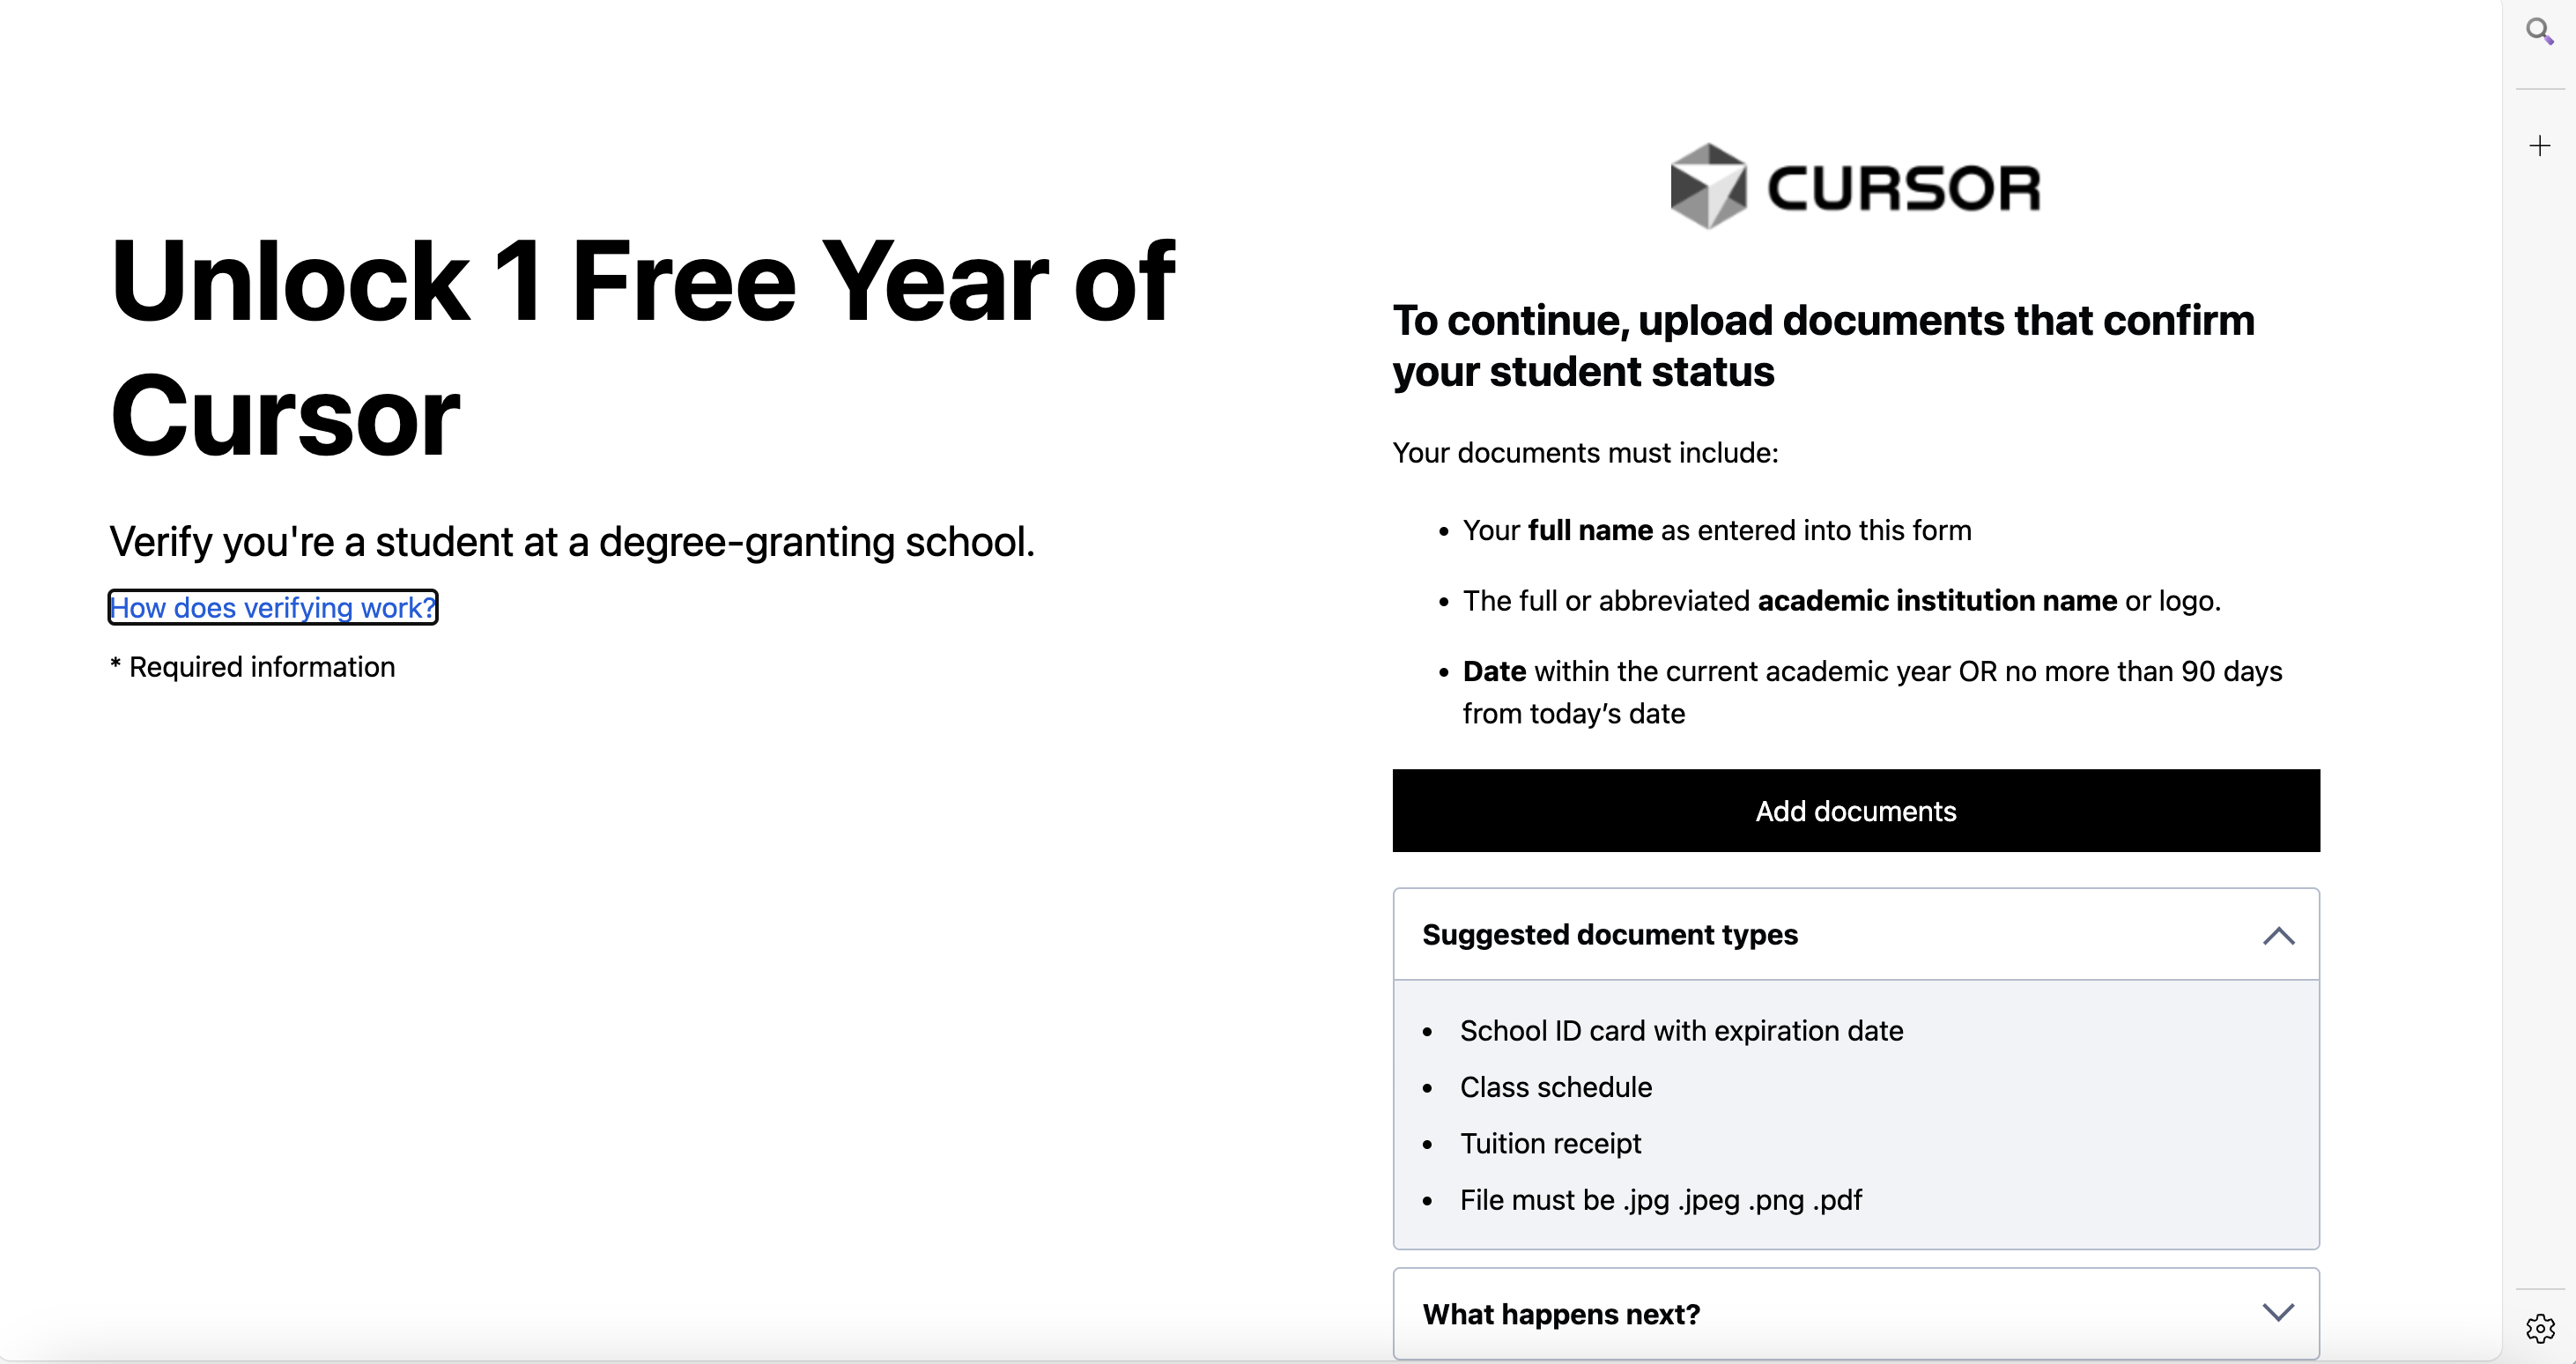 Unlock 1 Free Year of
Cursor
Verify you're a student at a degree-granting school.
How does verifying work?
* Required information
CURSOR
To continue, upload documents that confirm
your student status
Your documents must include:
• Your full name as entered into this form
• The full or abbreviated academic institution name or logo.
• Date within the current academic year OR no more than 90 days
from today’s date
Add documents
Suggested document types
• School ID card with expiration date
• Class schedule
• Tuition receipt
• File must be .jpg .jpeg .png .pdf
What happens next?